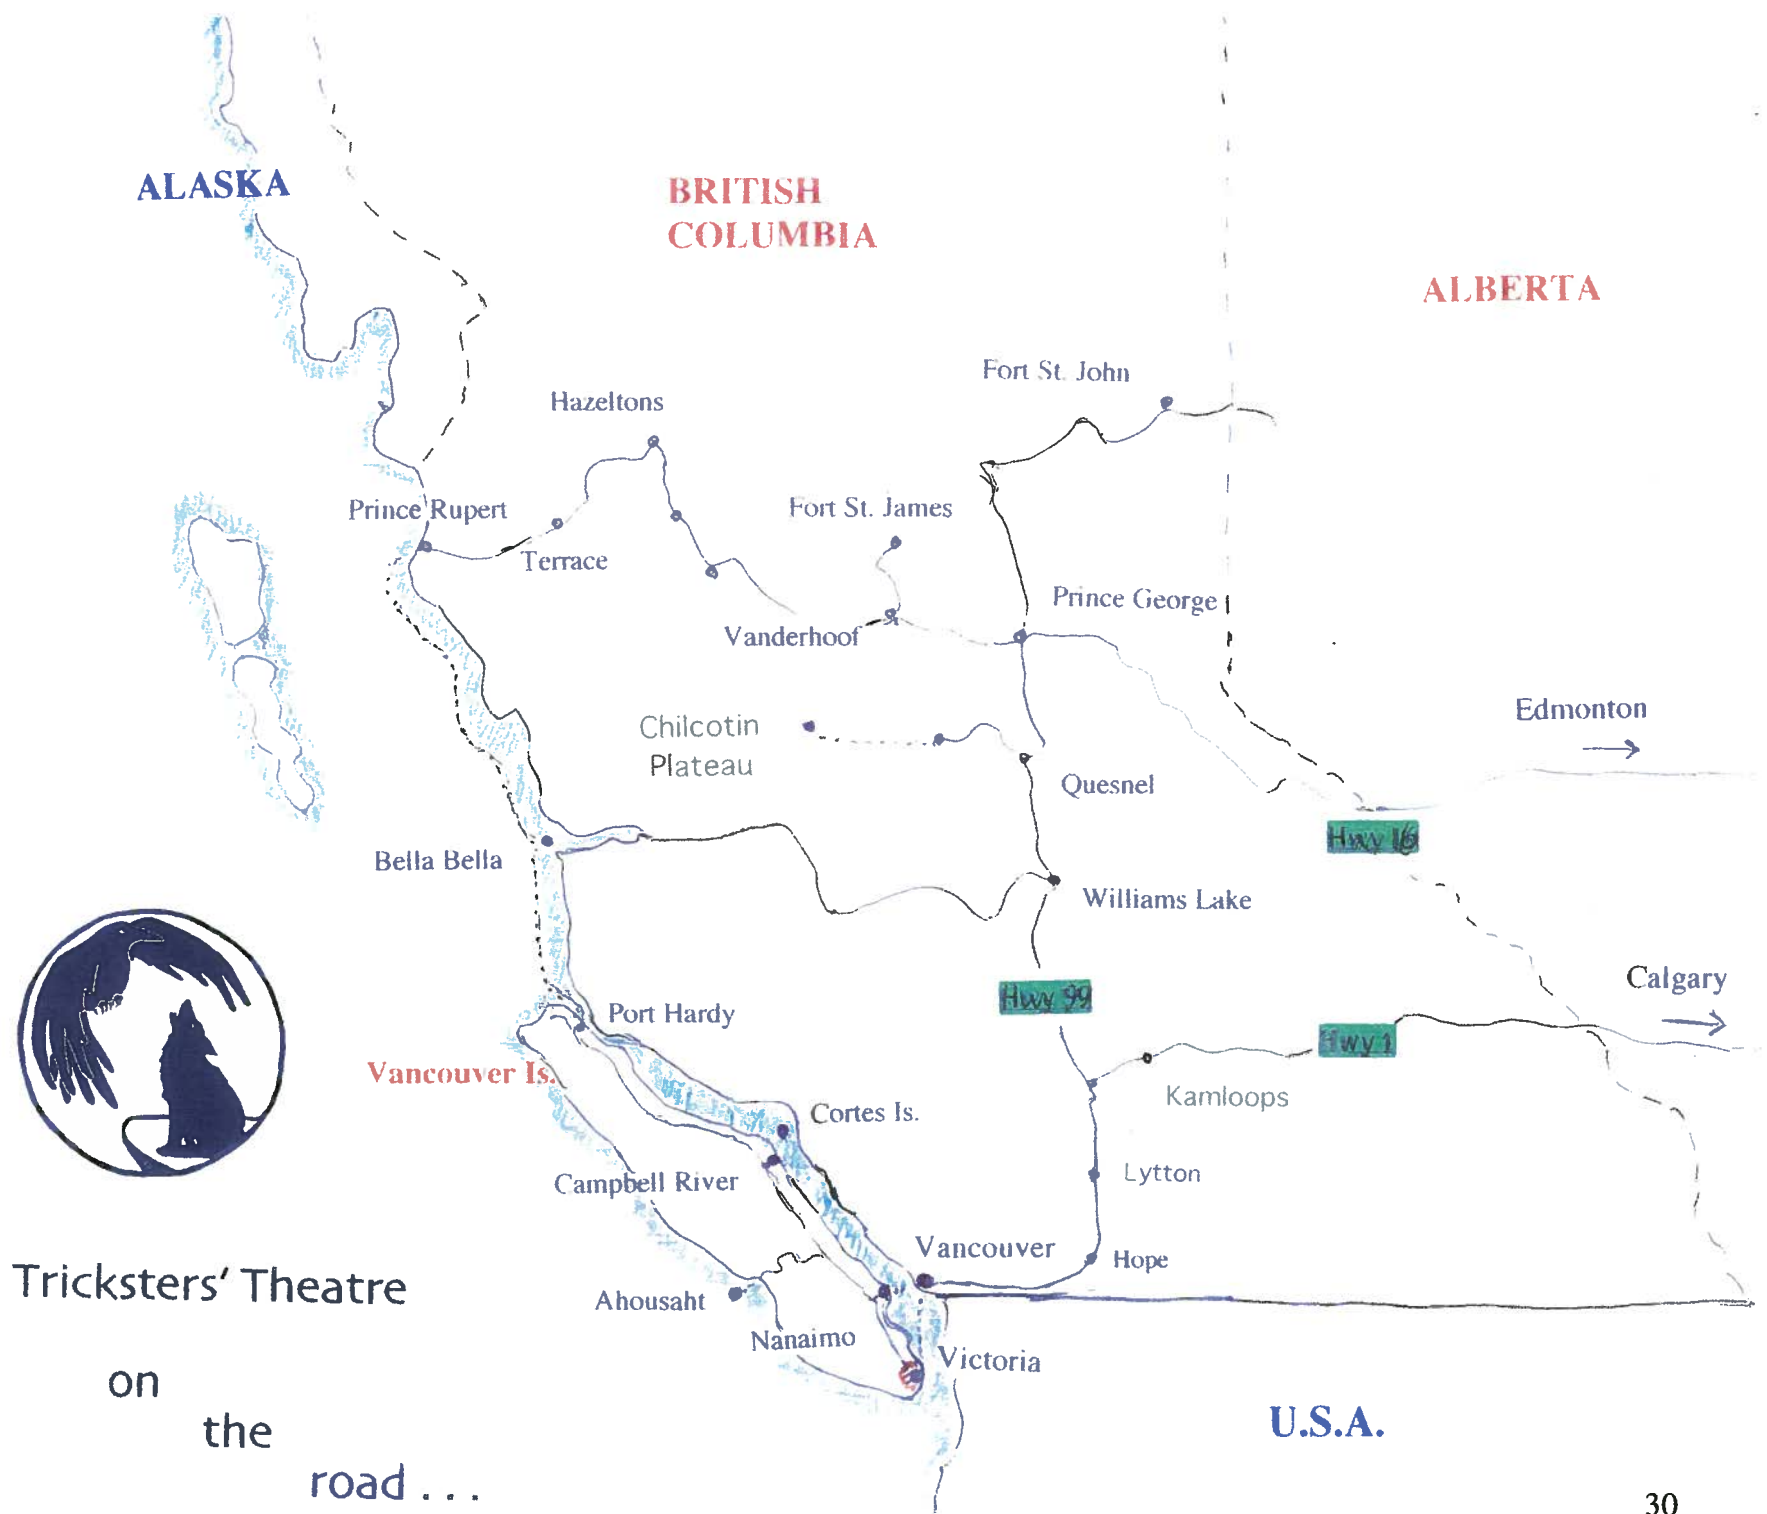 ALASKA
BRITISH
COLUMBIA
ALBERTA
Fort St. John
Hazeltons
Prince Rupert
Fort St. James
Terrace
Prince George
Vanderhoof
Edmonton
Chilcotin
Plateau
Quesnel
Hwy 16
Bella Bella
Williams Lake
Calgary
Hwy 99
Port Hardy
Hwy 1
Vancouver Is.
Kamloops
Cortes Is.
Campbell River
Lytton
Vancouver
Hope
Tricksters' Theatre
Ahousaht
Nanaimo
Victoria
on
the
road ...
U.S.A.
30